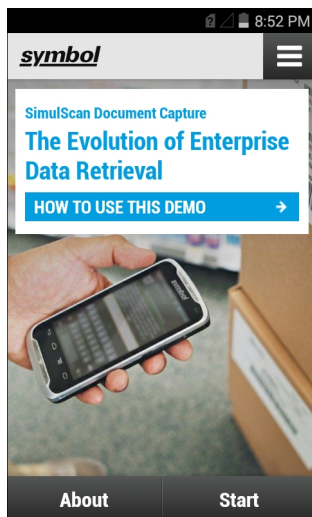 8:52 PM
symbol
SimulScan Document Capture
The Evolution of Enterprise
Data Retrieval
HOW TO USE THIS DEMO
symbol
About
Start